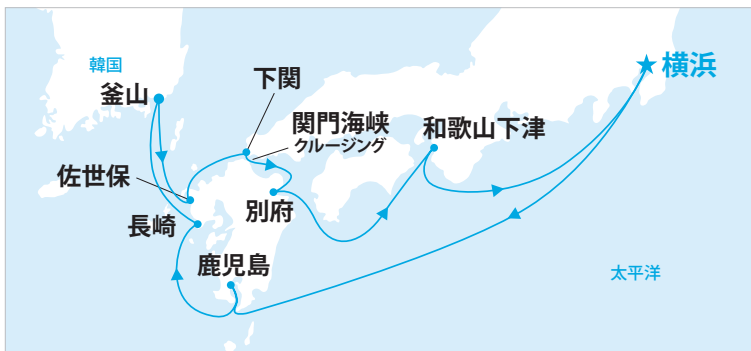 韓国
釜山
下関
★横浜
関門海峡
クルージング
和歌山下津
佐世保
別府
長崎
鹿児島
太平洋